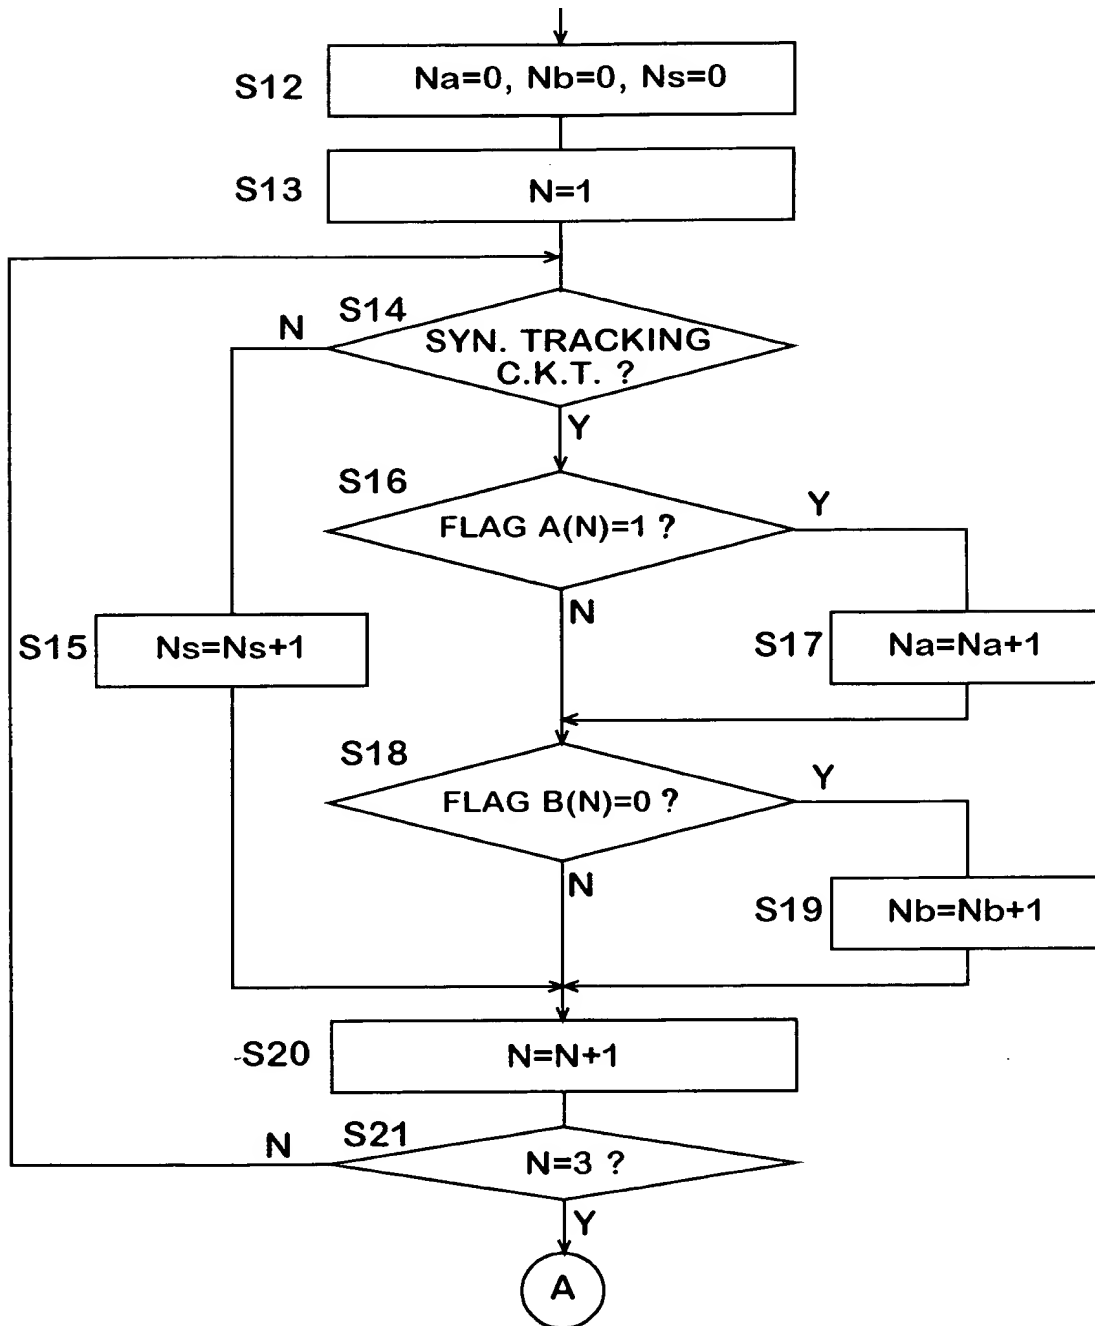 S12
Na=0, Nb=0, Ns=0
S13
N=1
S14
N
SYN. TRACKING
C.K.T. ?
Y
S16
FLAG A(N)=1 ?
Y
N
S15
Ns=Ns+1
S17
Na=Na+1
S18
FLAG B(N)=0 ?
Y
N
S19
Nb=Nb+1
S20
N=N+1
S21
N
N=3 ?
Y
A